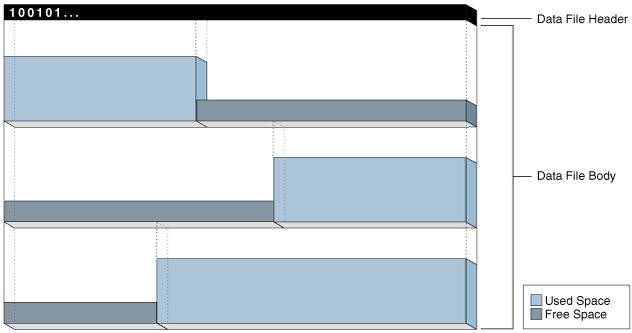 100101...
Data File Header
Data File Body
Used Space
Free Space